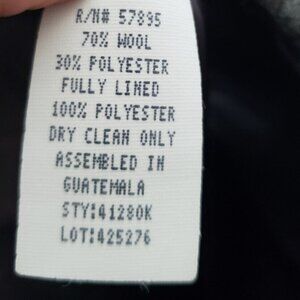 R/N# 57895
70% WOOL
30% POLYESTER
FULLY LINED
100% POLYESTER
DRY CLEAN ONLY
ASSEMBLED IN
GUATEMALA
STY:41280K
LOT:425276